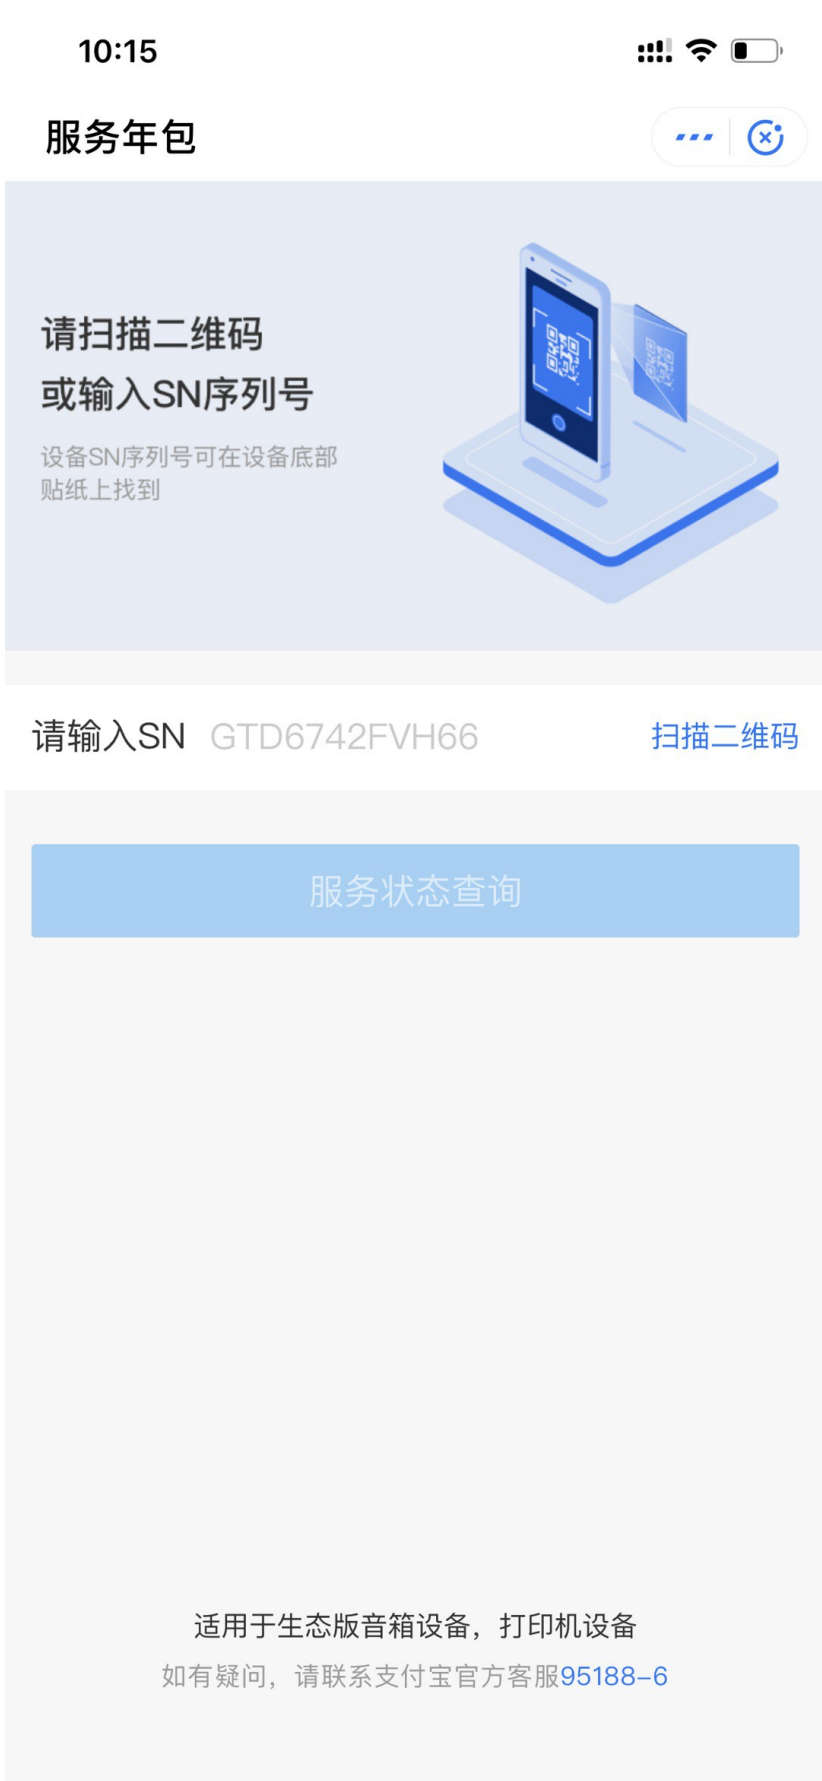 10:15
服务年包
请扫描二维码
或输入SN序列号
设备SN序列号可在设备底部
贴纸上找到
请输入SN GTD6742FVH66 扫描二维码
服务状态查询
适用于生态版音箱设备，打印机设备
如有疑问，请联系支付宝官方客服95188-6